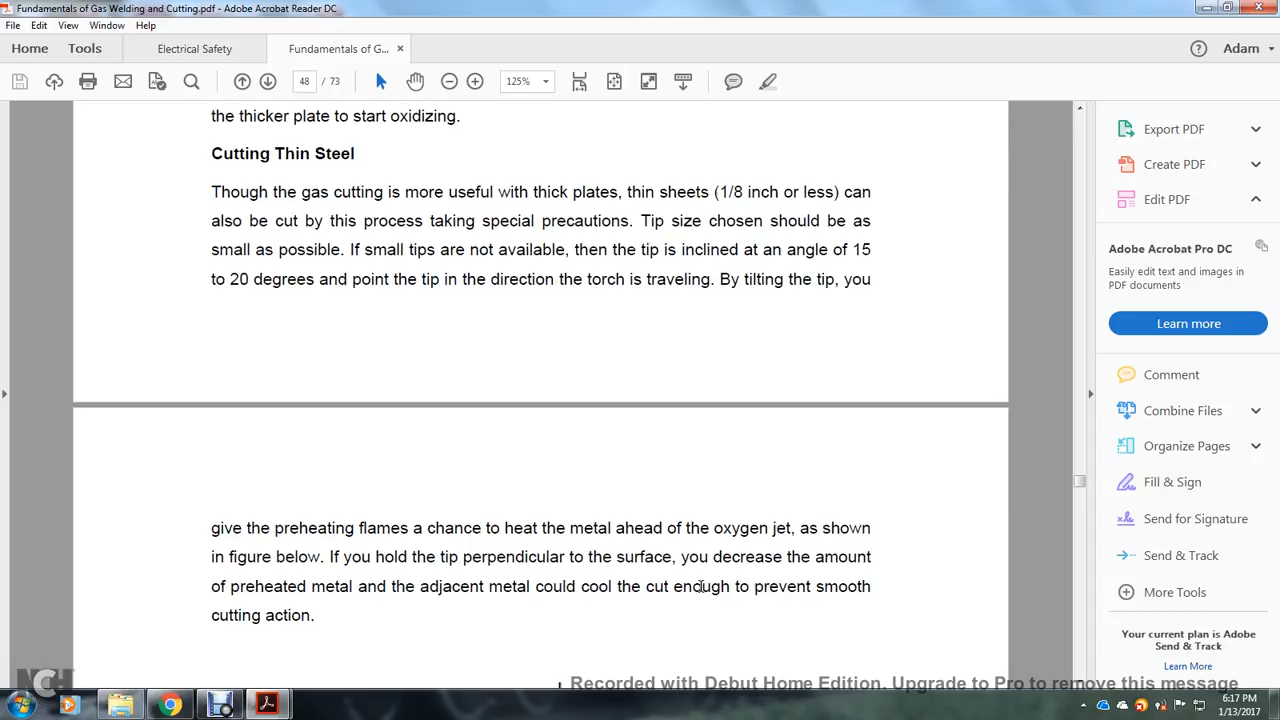 Fundamentals of Gas Welding and Cutting.pdf - Adobe Acrobat Reader DC
File Edit View Window Help
Home Tools Electrical Safety Fundamentals of G... × Adam
48 / 73 125%
the thicker plate to start oxidizing.
Cutting Thin Steel
Though the gas cutting is more useful with thick plates, thin sheets (1/8 inch or less) can
also be cut by this process taking special precautions. Tip size chosen should be as
small as possible. If small tips are not available, then the tip is inclined at an angle of 15
to 20 degrees and point the tip in the direction the torch is traveling. By tilting the tip, you
give the preheating flames a chance to heat the metal ahead of the oxygen jet, as shown
in figure below. If you hold the tip perpendicular to the surface, you decrease the amount
of preheated metal and the adjacent metal could cool the cut enough to prevent smooth
cutting action.
Export PDF
Create PDF
Edit PDF
Adobe Acrobat Pro DC
Easily edit text and images in
PDF documents
Learn more
Comment
Combine Files
Organize Pages
Fill & Sign
Send for Signature
Send & Track
More Tools
Your current plan is Adobe
Send & Track
Learn More
NCH
Recorded with Debut Home Edition. Upgrade to Pro to remove this message
6:17 PM
1/13/2017